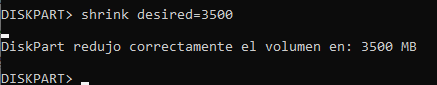 DISKPART> shrink desired=3500
DiskPart redujo correctamente el volumen en: 3500 MB
DISKPART>